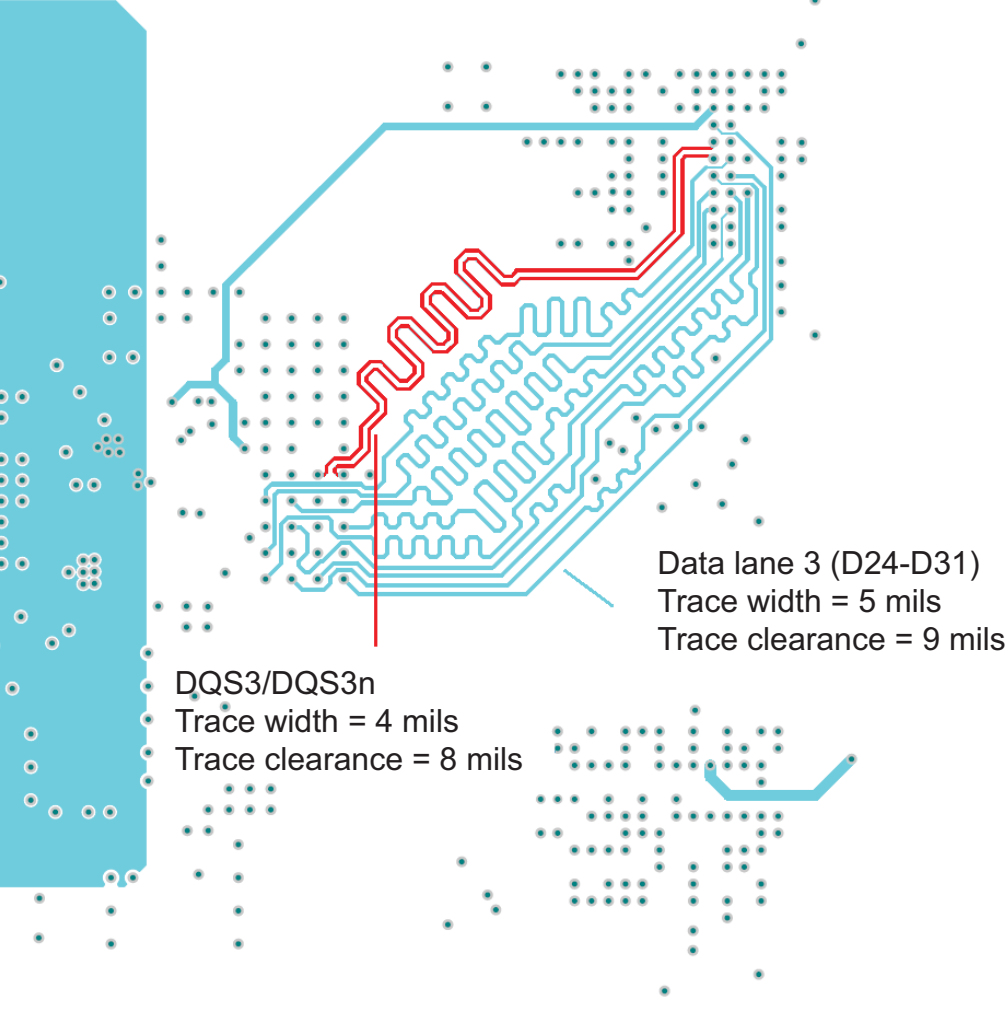 Data lane 3 (D24-D31)
Trace width = 5 mils
Trace clearance = 9 mils
DQS3/DQS3n
Trace width = 4 mils
Trace clearance = 8 mils